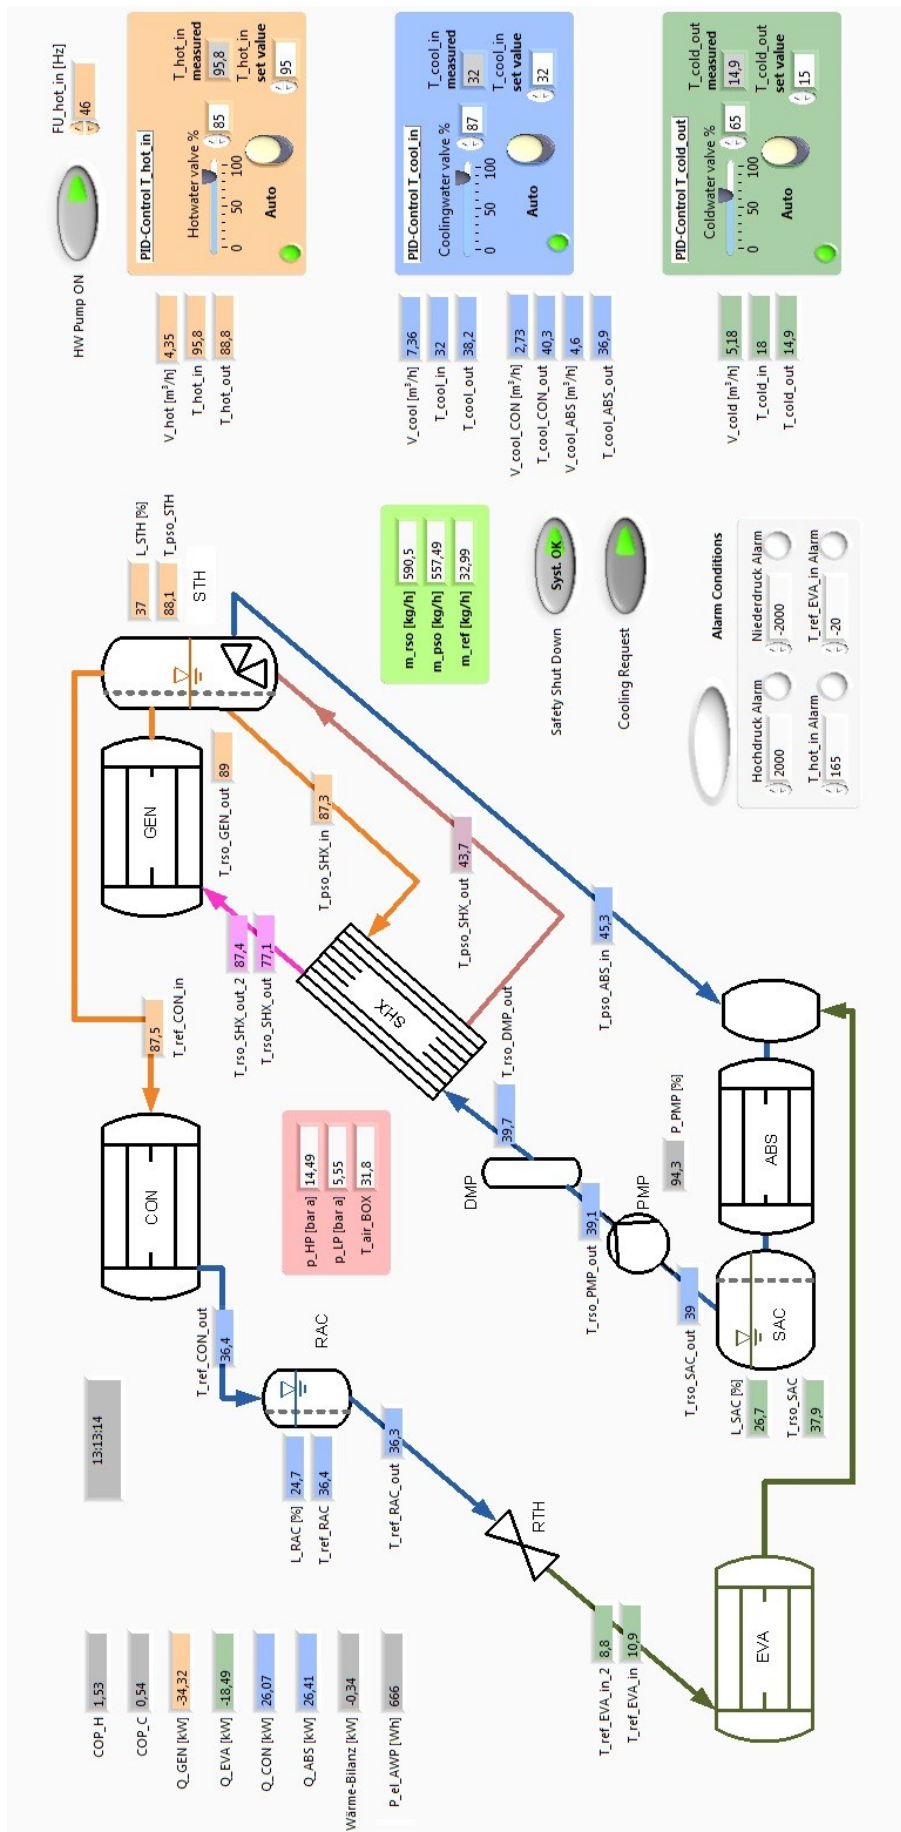 COP_H 1,53
COP_C 0,54
Q_GEN [kW] -34,32
Q_EVA [kW] -18,49
Q_CON [kW] 26,07
Q_ABS [kW] 26,41
Wärme-Bilanz [kW] -0,34
P_el_AWP [Wh] 666
13:13:14
CON
T_ref_CON_in
87,5
T_ref_CON_out
36,4
RAC
L_RAC [%] 24,7
T_ref_RAC 36,4
T_ref_RAC_out 36,3
RTH
T_ref_EVA_in_2 8,8
T_ref_EVA_in 10,9
EVA
p_HP [bar a] 14,49
p_LP [bar a] 5,55
T_air_BOX 31,8
GEN
T_rso_GEN_out 89
T_rso_SHX_out_2 87,4
T_rso_SHX_out 77,1
T_pso_SHX_in 87,3
SHX
L_STH [%]
37
T_pso_STH
88,1
STH
T_pso_SHX_out 43,7
T_pso_ABS_in 45,3
T_rso_DMP_out
39,7
DMP
T_rso_PMP_out 39,1
PMP
P_PMP [%]
94,3
T_rso_SAC_out 39
L_SAC [%]
26,7
T_rso_SAC
37,9
SAC
ABS
m_rso [kg/h] 590,5
m_pso [kg/h] 557,49
m_ref [kg/h] 32,99
Safety Shut Down
Syst. OK
Cooling Request
Alarm Conditions
Hochdruck Alarm
2000
Niederdruck Alarm
-2000
T_hot_in Alarm
165
T_ref_EVA_in Alarm
-20
HW Pump ON
FU_hot_in [Hz]
46
V_hot [m³/h] 4,35
T_hot_in 95,8
T_hot_out 88,8
PID-Control T_hot_in
Hotwater valve %
0 50 100
85
Auto
T_hot_in
measured
95,8
T_hot_in
set value
95
V_cool [m³/h] 7,36
T_cool_in 32
T_cool_out 38,2
V_cool_CON [m³/h] 2,73
T_cool_CON_out 40,3
V_cool_ABS [m³/h] 4,6
T_cool_ABS_out 36,9
PID-Control T_cool_in
Coolingwater valve %
0 50 100
87
Auto
T_cool_in
measured
32
T_cool_in
set value
32
V_cold [m³/h] 5,18
T_cold_in 18
T_cold_out 14,9
PID-Control T_cold_out
Coldwater valve %
0 50 100
65
Auto
T_cold_out
measured
14,9
T_cold_out
set value
15